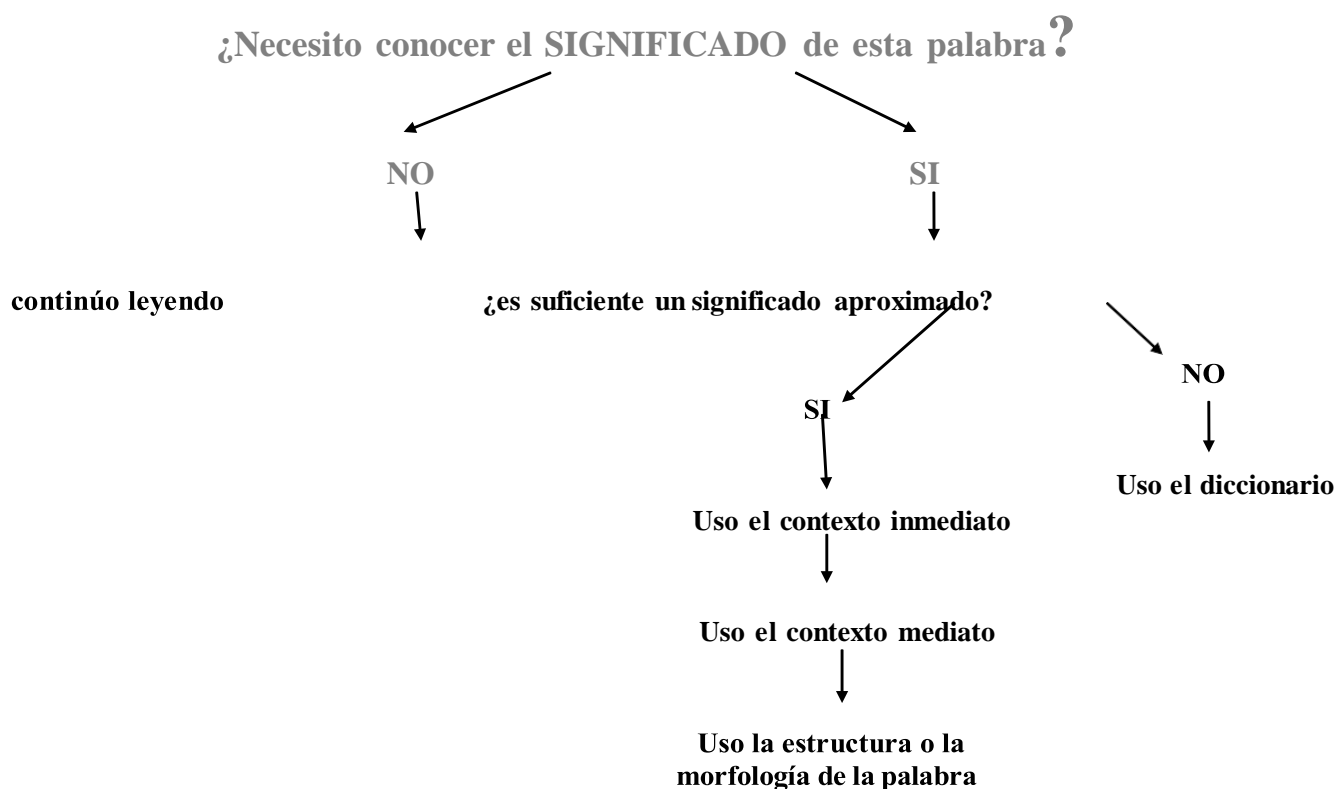 ¿Necesito conocer el SIGNIFICADO de esta palabra?
NO
SI
continúo leyendo
¿es suficiente un significado aproximado?
NO
SI
Uso el diccionario
Uso el contexto inmediato
Uso el contexto mediato
Uso la estructura o la
morfología de la palabra